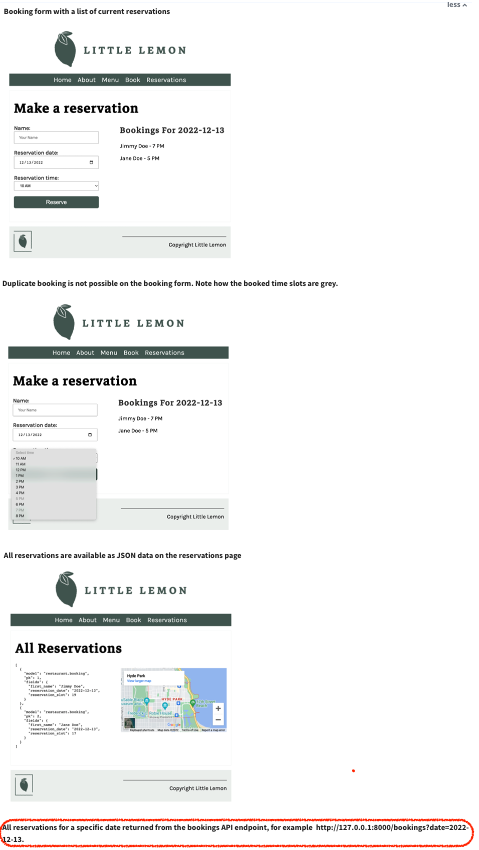 less ^
Booking form with a list of current reservations
LITTLE LEMON
Home About Menu Book Reservations
Make a reservation
Name:
Your Name
Bookings For 2022-12-13
Jimmy Doe - 7 PM
Reservation date:
12/13/2022
Jane Doe - 5 PM
Reservation time:
10 AM
Reserve
Copyright Little Lemon
Duplicate booking is not possible on the booking form. Note how the booked time slots are grey.
LITTLE LEMON
Home About Menu Book Reservations
Make a reservation
Name:
Your Name
Bookings For 2022-12-13
Jimmy Doe - 7 PM
Reservation date:
12/13/2022
Jane Doe - 5 PM
10 AM
11 AM
12 PM
1 PM
2 PM
3 PM
4 PM
5 PM
6 PM
7 PM
8 PM
Copyright Little Lemon
All reservations are available as JSON data on the reservations page
LITTLE LEMON
Home About Menu Book Reservations
All Reservations
[
{
"model": "restaurant.booking",
"pk": 1,
"fields": {
"first_name": "Jimmy Doe",
"reservation_date": "2022-12-13",
"reservation_slot": 19
}
},
{
"model": "restaurant.booking",
"pk": 2,
"fields": {
"first_name": "Jane Doe",
"reservation_date": "2022-12-13",
"reservation_slot": 17
}
}
]
Hyde Park
View larger map
HYDE PARK
Google
Copyright Little Lemon
All reservations for a specific date returned from the bookings API endpoint, for example http://127.0.0.1:8000/bookings?date=2022-
12-13.